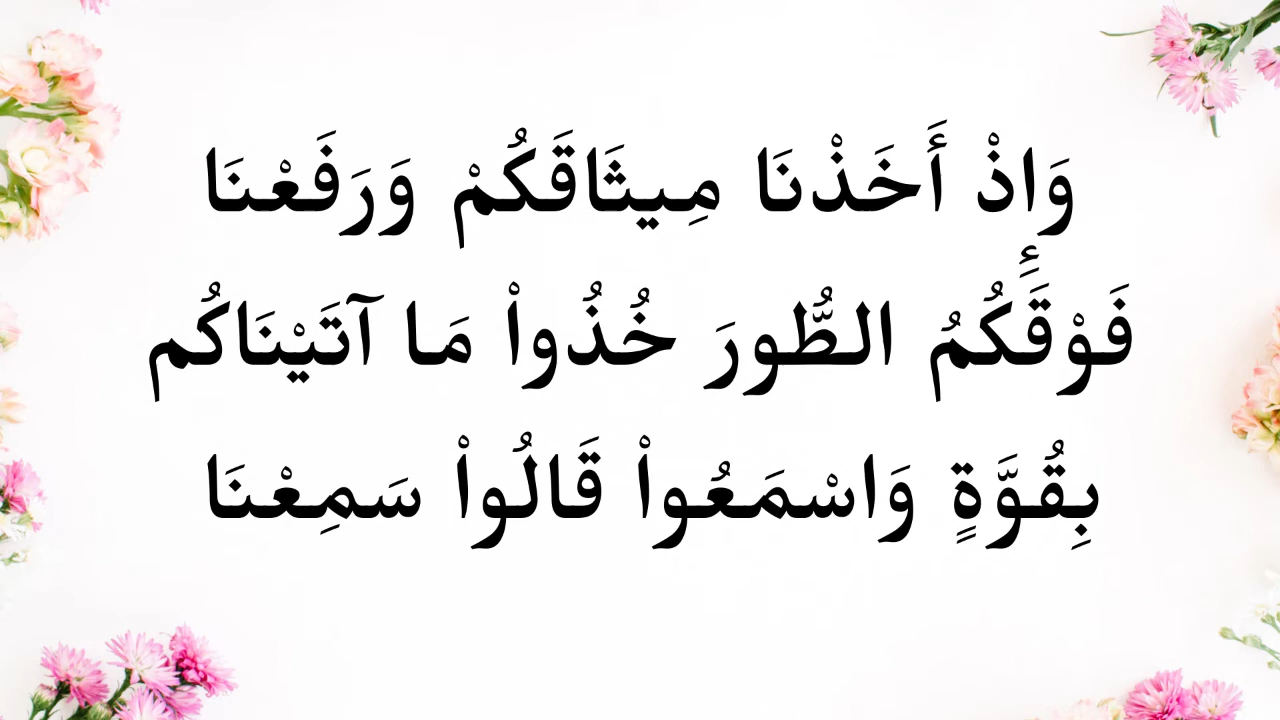 وَإِذْ أَخَذْنَا مِيثَاقَكُمْ وَرَفَعْنَا
فَوْقَكُمُ الطُّورَ خُذُواْ مَا آتَيْنَاكُم
بِقُوَّةٍ وَاسْمَعُواْ قَالُواْ سَمِعْنَا